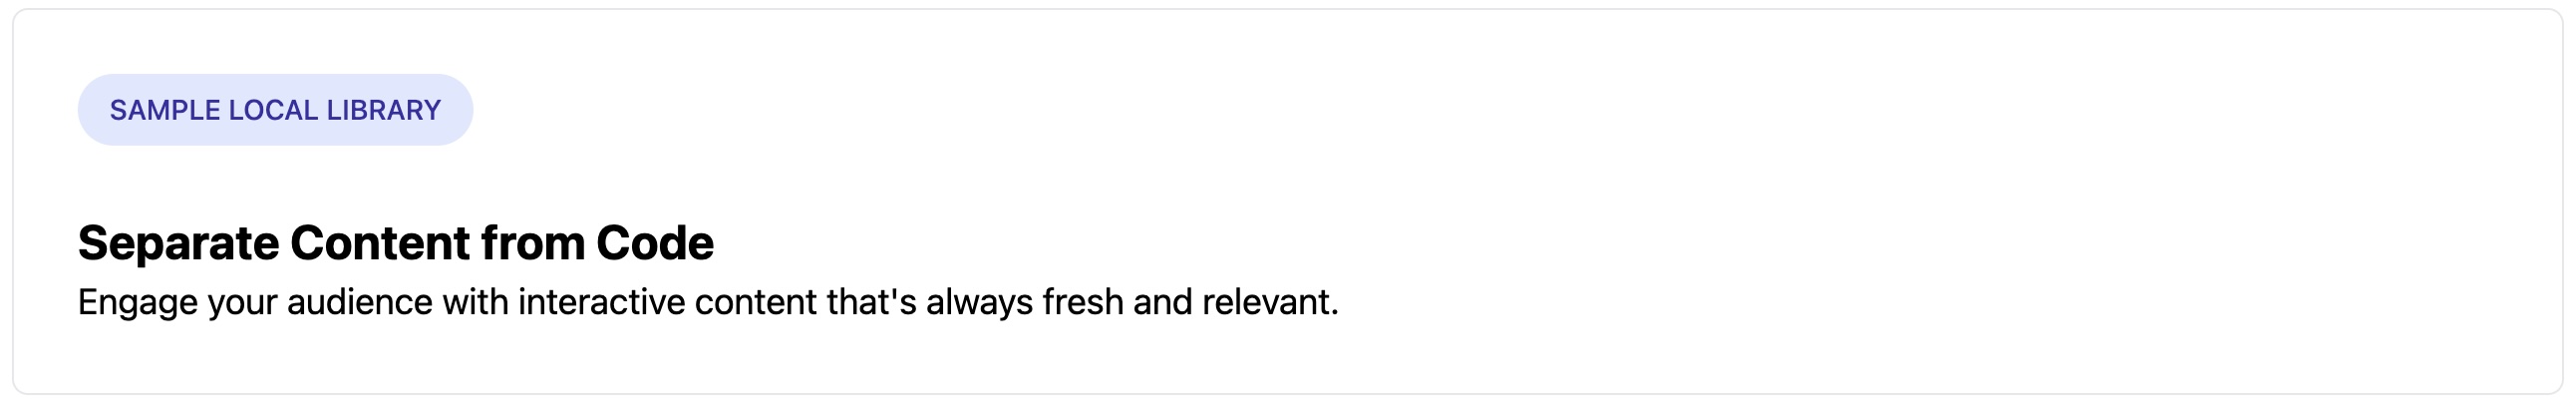 SAMPLE LOCAL LIBRARY
Separate Content from Code
Engage your audience with interactive content that's always fresh and relevant.